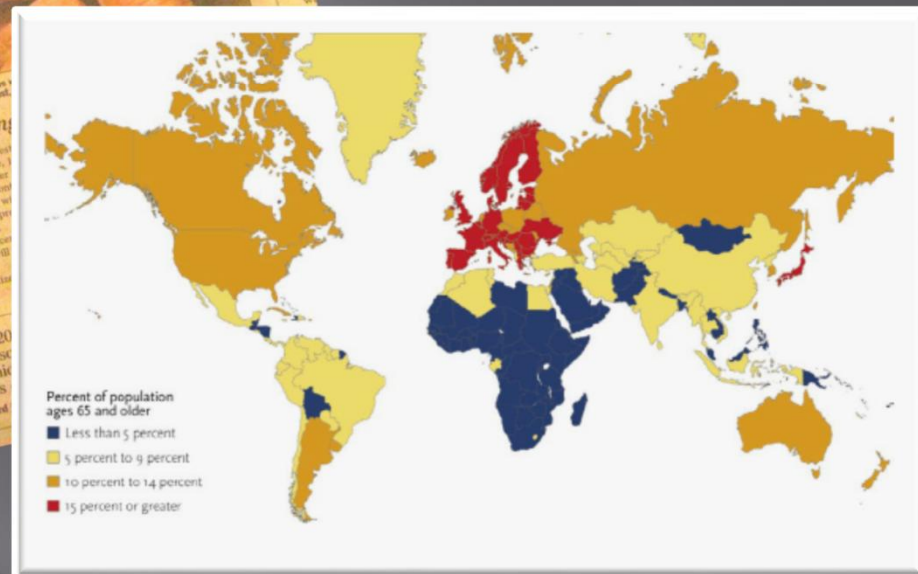 Percent of population
ages 65 and older
Less than 5 percent
5 percent to 9 percent
10 percent to 14 percent
15 percent or greater